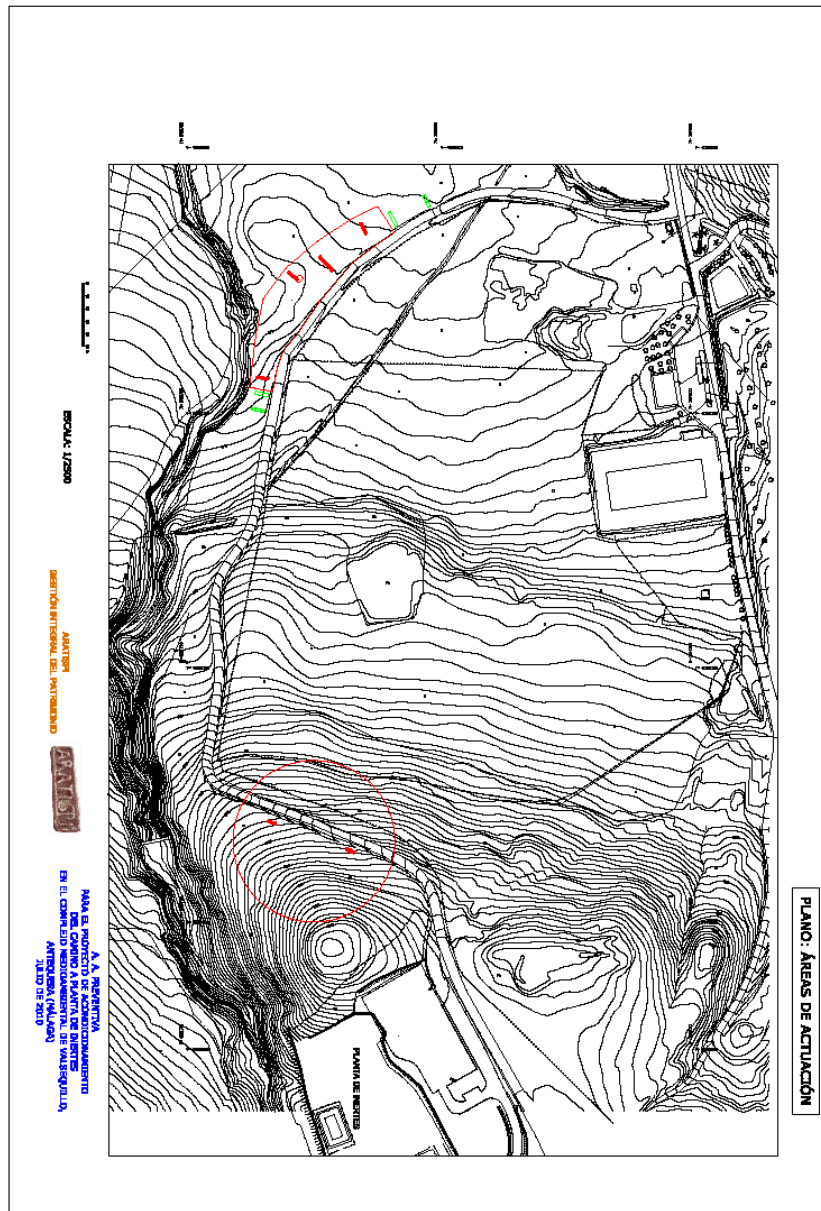 PLANO: ÁREAS DE ACTUACIÓN
PLANTA DE INERTES
ESCALA: 1/2500
ARATISPI
GESTIÓN INTEGRAL DEL PATRIMONIO
ARATISPI
A. A. PREVENTIVA
PARA EL PROYECTO DE ACONDICIONAMIENTO
DEL CAMINO A PLANTA DE INERTES
EN EL COMPLEJO MEDIOAMBIENTAL DE VALSEQUILLO,
ANTEQUERA (MÁLAGA)
JULIO DE 2010